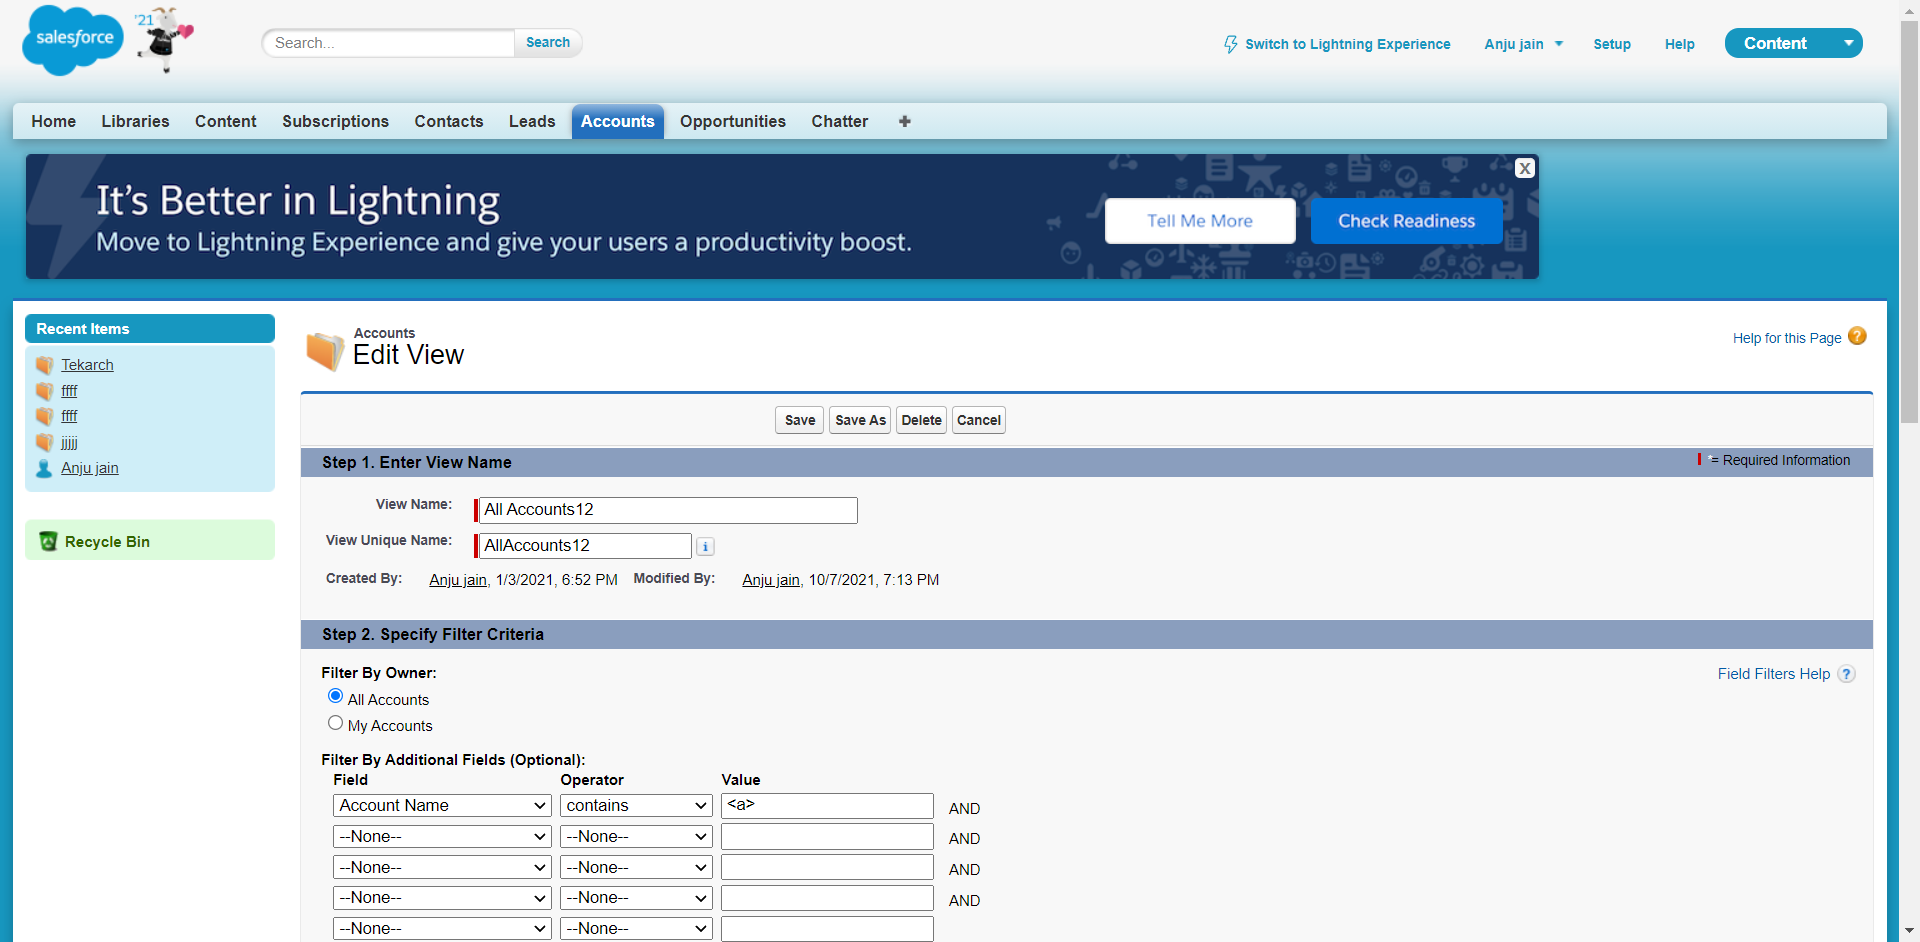 salesforce
'21
Search...
Search
Switch to Lightning Experience
Anju jain
Setup
Help
Content
Home
Libraries
Content
Subscriptions
Contacts
Leads
Accounts
Opportunities
Chatter
+
It's Better in Lightning
Move to Lightning Experience and give your users a productivity boost.
Tell Me More
Check Readiness
X
Recent Items
Tekarch
ffff
ffff
jjjjj
Anju jain
Recycle Bin
Accounts
Edit View
Help for this Page ?
Save
Save As
Delete
Cancel
Step 1. Enter View Name
*= Required Information
View Name: All Accounts12
View Unique Name: AllAccounts12 i
Created By: Anju jain, 1/3/2021, 6:52 PM Modified By: Anju jain, 10/7/2021, 7:13 PM
Step 2. Specify Filter Criteria
Filter By Owner:
Field Filters Help ?
All Accounts
My Accounts
Filter By Additional Fields (Optional):
Field Operator Value
Account Name contains <a> AND
--None-- --None-- AND
--None-- --None-- AND
--None-- --None-- AND
--None-- --None--